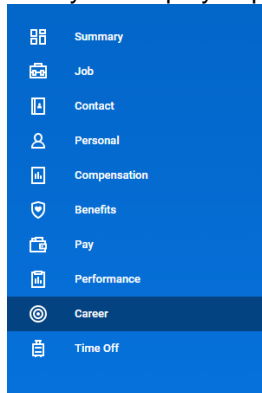 Summary
Job
Contact
Personal
Compensation
Benefits
Pay
Performance
Career
Time Off